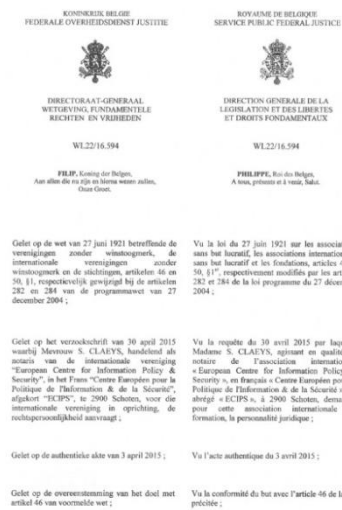 KONINKRIJK BELGIE
FEDERALE OVERHEIDSDIENST JUSTITIE
DIRECTORAAT-GENERAAL
WETGEVING, FUNDAMENTELE
RECHTEN EN VRIJHEDEN
WL22/16.594
FILIP, Koning der Belgen,
Aan allen die nu zijn en hierna wezen zullen,
Onze Groet.
Gelet op de wet van 27 juni 1921 betreffende de
verenigingen zonder winstoogmerk, de
internationale verenigingen zonder
winstoogmerk en de stichtingen, artikelen 46 en
50, §1, respectievelijk gewijzigd bij de artikelen
282 en 284 van de programmawet van 27
december 2004 ;
Gelet op het verzoekschrift van 30 april 2015
waarbij Mevrouw S. CLAEYS, handelend als
notaris van de internationale vereniging
"European Centre for Information Policy &
Security", in het Frans "Centre Européen pour la
Politique de l'Information & de la Sécurité",
afgekort "ECIPS", te 2900 Schoten, voor die
internationale vereniging in oprichting, de
rechtspersoonlijkheid aanvraagt ;
Gelet op de authentieke akte van 3 april 2015 ;
Gelet op de overeenstemming van het doel met
artikel 46 van voormelde wet ;
ROYAUME DE BELGIQUE
SERVICE PUBLIC FEDERAL JUSTICE
DIRECTION GENERALE DE LA
LEGISLATION ET DES LIBERTES
ET DROITS FONDAMENTAUX
WL22/16.594
PHILIPPE, Roi des Belges,
A tous, présents et à venir, Salut.
Vu la loi du 27 juin 1921 sur les associa
sans but lucratif, les associations internation
sans but lucratif et les fondations, articles 4
50, §1er, respectivement modifiés par les art
282 et 284 de la loi programme du 27 décen
2004 ;
Vu la requête du 30 avril 2015 par laqu
Madame S. CLAEYS, agissant en qualité
notaire de l'association internatio
« European Centre for Information Policy
Security », en français « Centre Européen pou
Politique de l'Information & de la Sécurité »
abrégé « ECIPS », à 2900 Schoten, deman
pour cette association internationale
formation, la personnalité juridique ;
Vu l'acte authentique du 3 avril 2015 ;
Vu la conformité du but avec l'article 46 de la
précitée ;